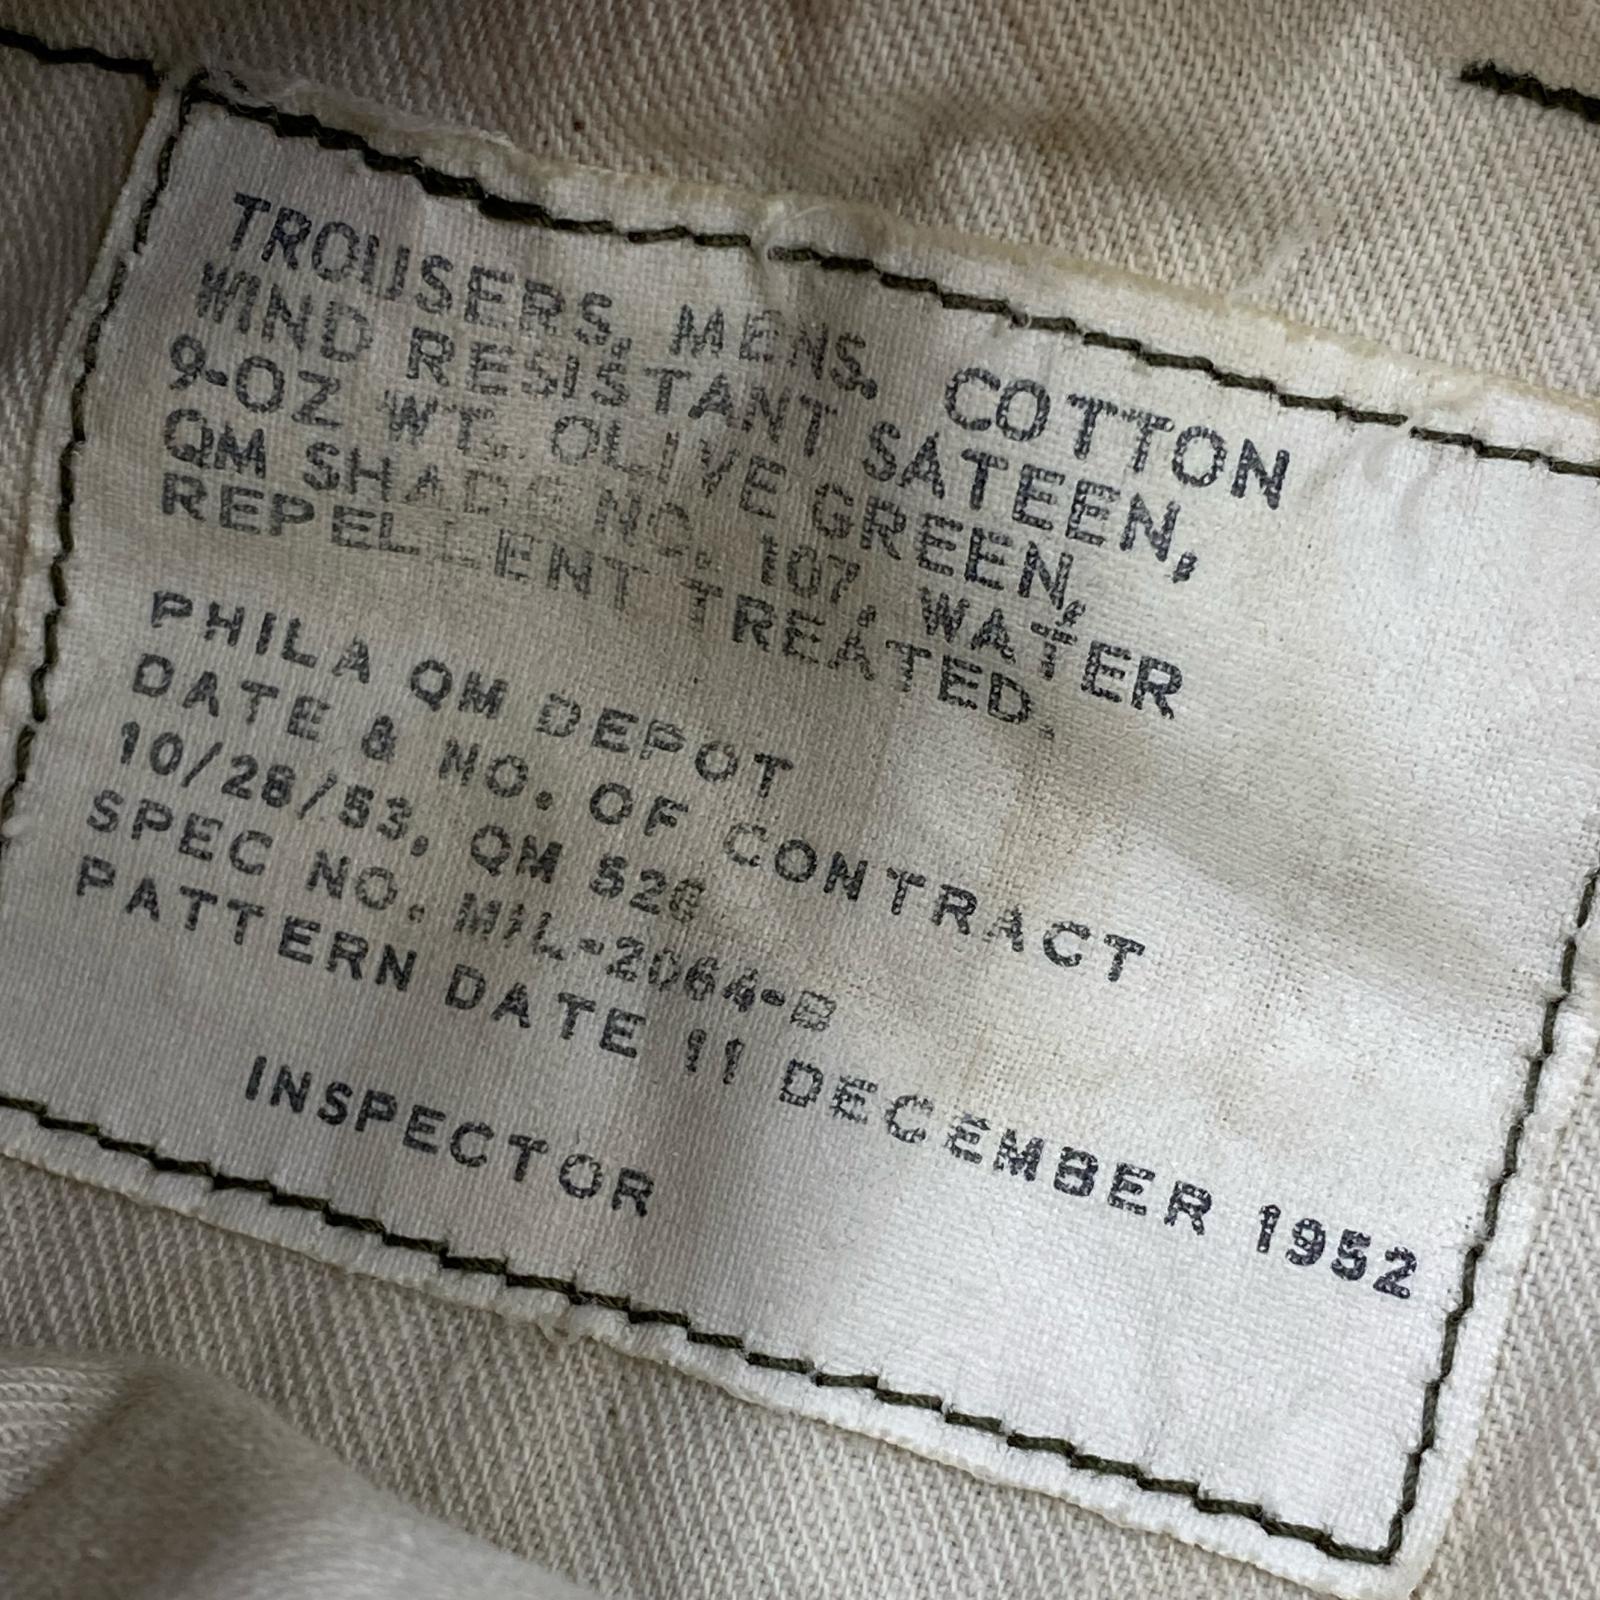 TROUSERS, MENS, COTTON
WIND RESISTANT SATEEN,
9-OZ WT. OLIVE GREEN,
QM SHADE NO. 107, WATER
REPELLENT TREATED.
PHILA QM DEPOT
DATE & NO. OF CONTRACT
10/28/53, QM 528
SPEC NO. MIL-2064-B
PATTERN DATE 11 DECEMBER 1952
INSPECTOR